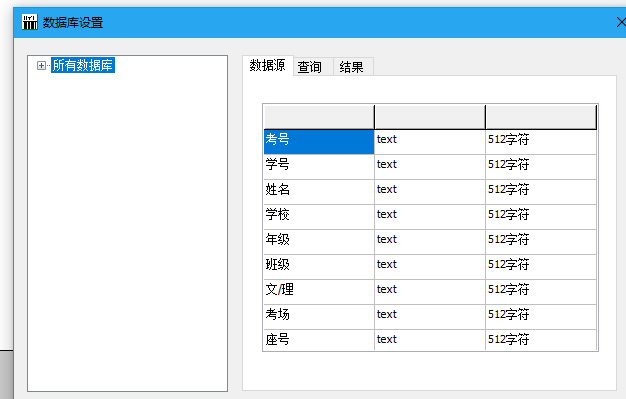 数据库设置
所有数据库
数据源 查询 结果
考号 text 512字符
学号 text 512字符
姓名 text 512字符
学校 text 512字符
年级 text 512字符
班级 text 512字符
文/理 text 512字符
考场 text 512字符
座号 text 512字符